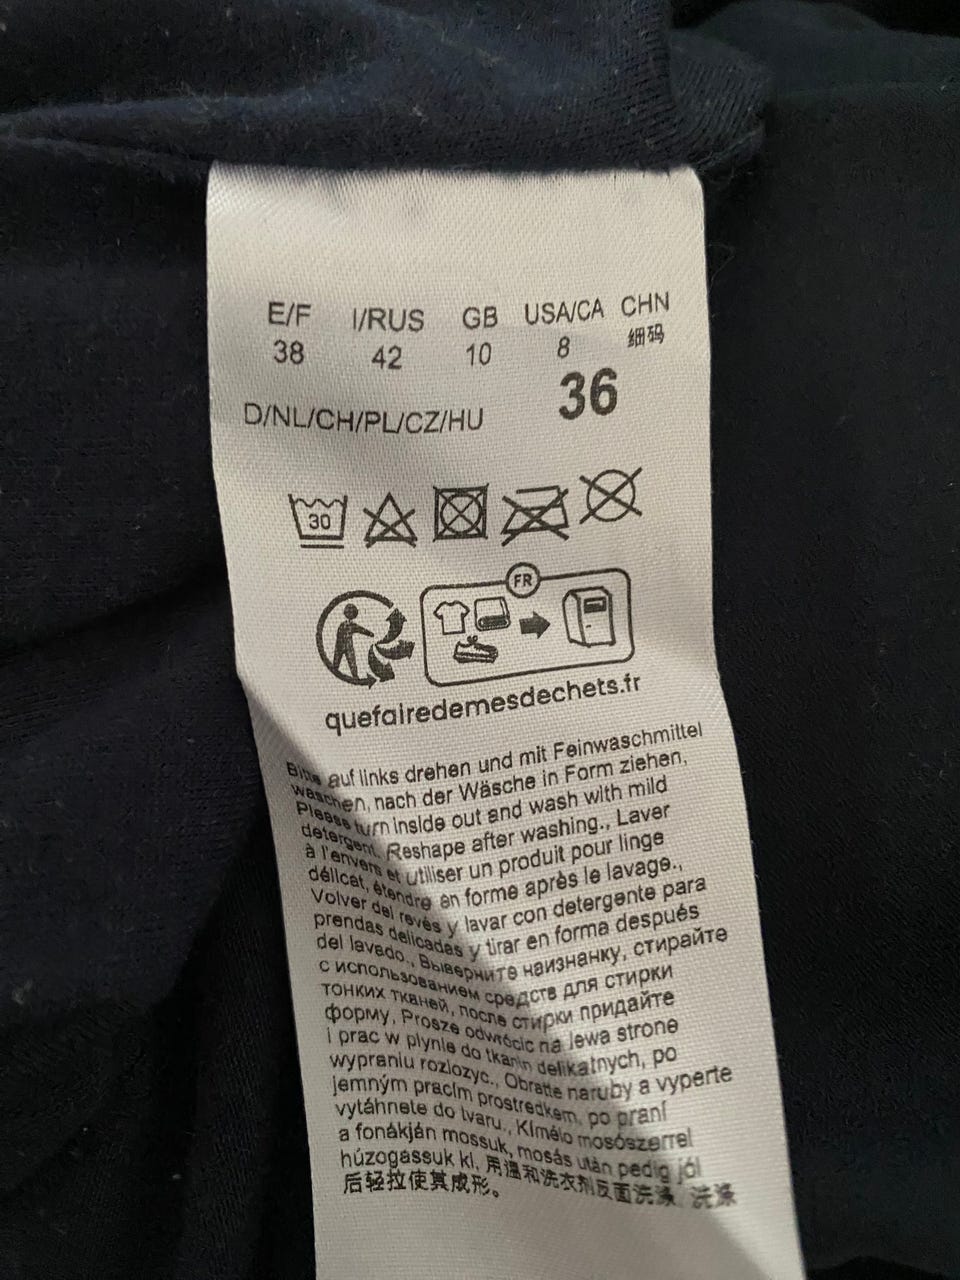 E/F I/RUS GB USA/CA CHN
38 42 10 8 细码
D/NL/CH/PL/CZ/HU 36
30
FR
quefairedemesdechets.fr
Bitte auf links drehen und mit Feinwaschmittel
waschen, nach der Wäsche in Form ziehen,
Please turn inside out and wash with mild
detergent. Reshape after washing., Laver
à l'envers et utiliser un produit pour linge
délicat, étendre en forme après le lavage.,
Volver del revés y lavar con detergente para
prendas delicadas y tirar en forma después
del lavado., Выверните наизнанку, стирайте
с использованием средств для стирки
тонких тканей, после стирки придайте
форму, Prosze odwrócic na lewa strone
i prac w plynie do tkanin delikatnych, po
wypraniu rozlozyc., Obratte naruby a vyperte
jemným pracím prostredkem, po praní
vytáhnete do tvaru., Kímélo mosószerrel
a fonákján mossuk, mosás után pedig jól
húzogassuk ki, 用温和洗衣剂反面洗涤, 洗涤
后轻拉使其成形。